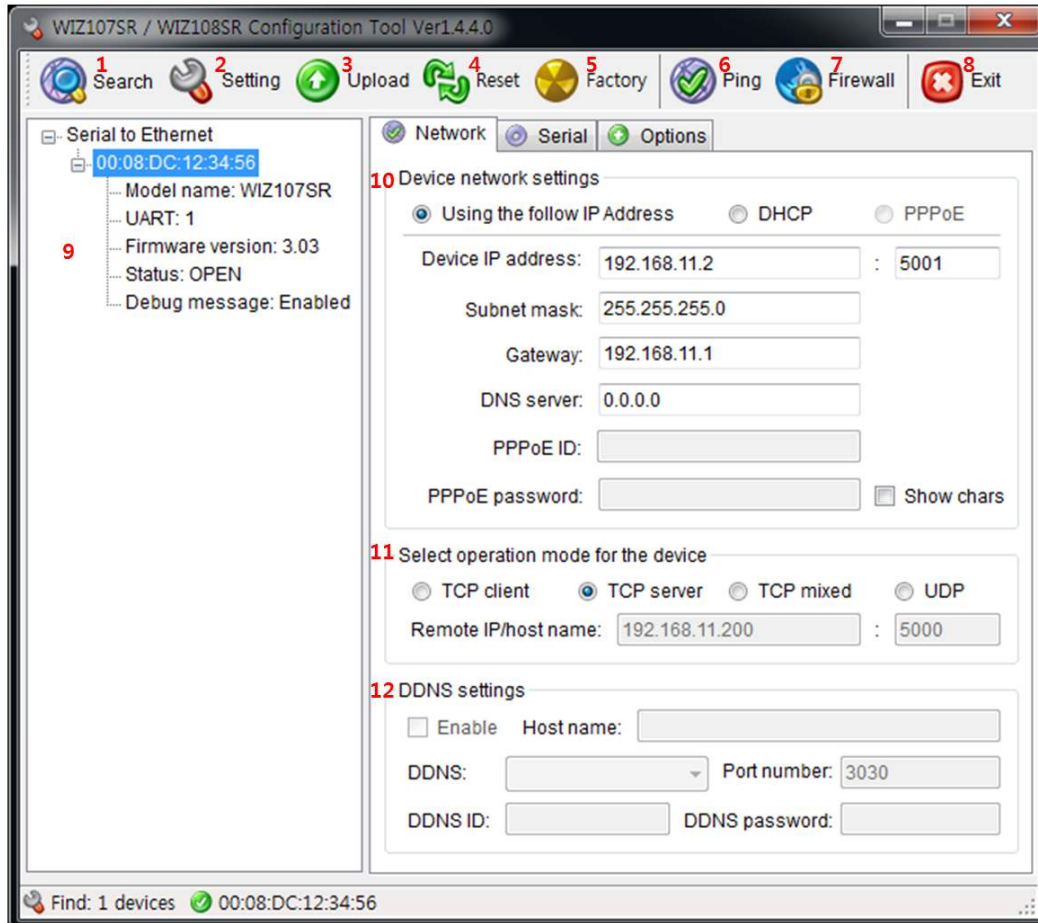 WIZ107SR / WIZ108SR Configuration Tool Ver1.4.4.0
1 Search 2 Setting 3 Upload 4 Reset 5 Factory 6 Ping 7 Firewall 8 Exit
Serial to Ethernet
00:08:DC:12:34:56
Model name: WIZ107SR
UART: 1
9
Firmware version: 3.03
Status: OPEN
Debug message: Enabled
Network Serial Options
10 Device network settings
Using the follow IP Address DHCP PPPoE
Device IP address: 192.168.11.2 : 5001
Subnet mask: 255.255.255.0
Gateway: 192.168.11.1
DNS server: 0.0.0.0
PPPoE ID:
PPPoE password: Show chars
11 Select operation mode for the device
TCP client TCP server TCP mixed UDP
Remote IP/host name: 192.168.11.200 : 5000
12 DDNS settings
Enable Host name:
DDNS: Port number: 3030
DDNS ID: DDNS password:
Find: 1 devices 00:08:DC:12:34:56